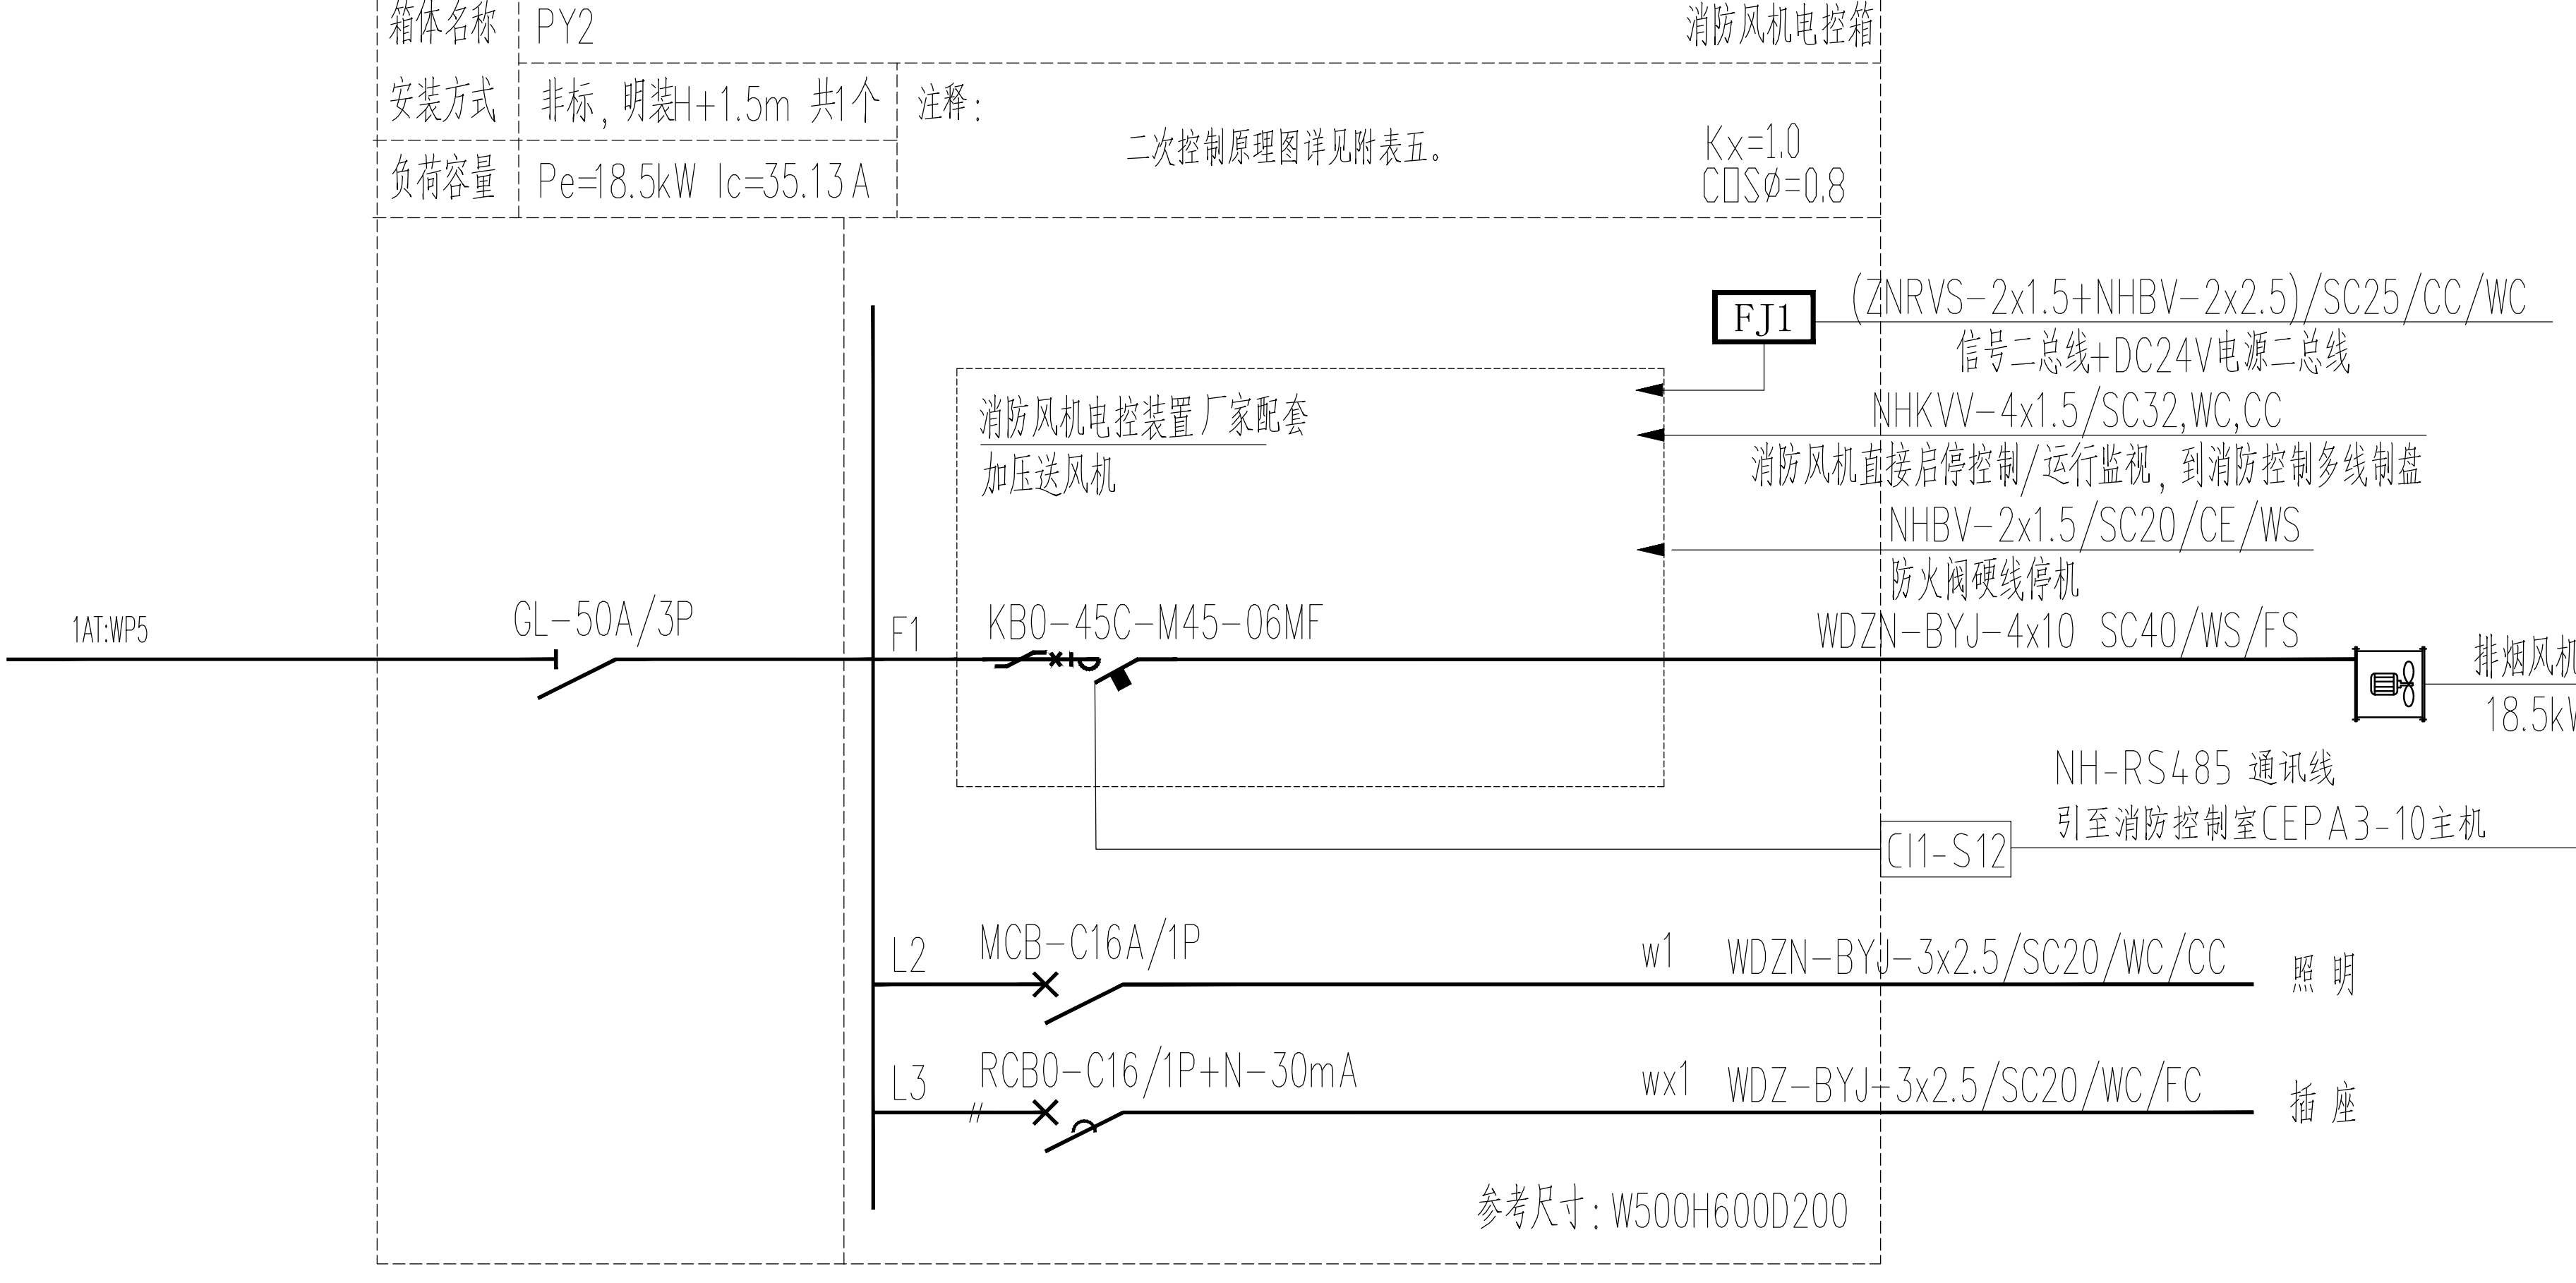 箱体名称 PY2 消防风机电控箱
安装方式 非标, 明装H+1.5m 共1个 注释:
二次控制原理图详见附表五。
Kx=1.0
负荷容量 Pe=18.5kW Ic=35.13A
COSφ=0.8
FJ1 (ZNRVS-2x1.5+NHBV-2x2.5)/SC25/CC/WC
信号二总线+DC24V电源二总线
消防风机电控装置厂家配套
加压送风机
NHKVV-4x1.5/SC32,WC,CC
消防风机直接启停控制/运行监视, 到消防控制多线制盘
NHBV-2x1.5/SC20/CE/WS
防火阀硬线停机
1AT:WP5
GL-50A/3P
F1 KB0-45C-M45-06MF
WDZN-BYJ-4x10 SC40/WS/FS
排烟风机
18.5kW
NH-RS485 通讯线
引至消防控制室CEPA3-10主机
CI1-S12
L2 MCB-C16A/1P w1 WDZN-BYJ-3x2.5/SC20/WC/CC 照 明
L3 RCBO-C16/1P+N-30mA wx1 WDZ-BYJ-3x2.5/SC20/WC/FC 插 座
参考尺寸: W500H600D200